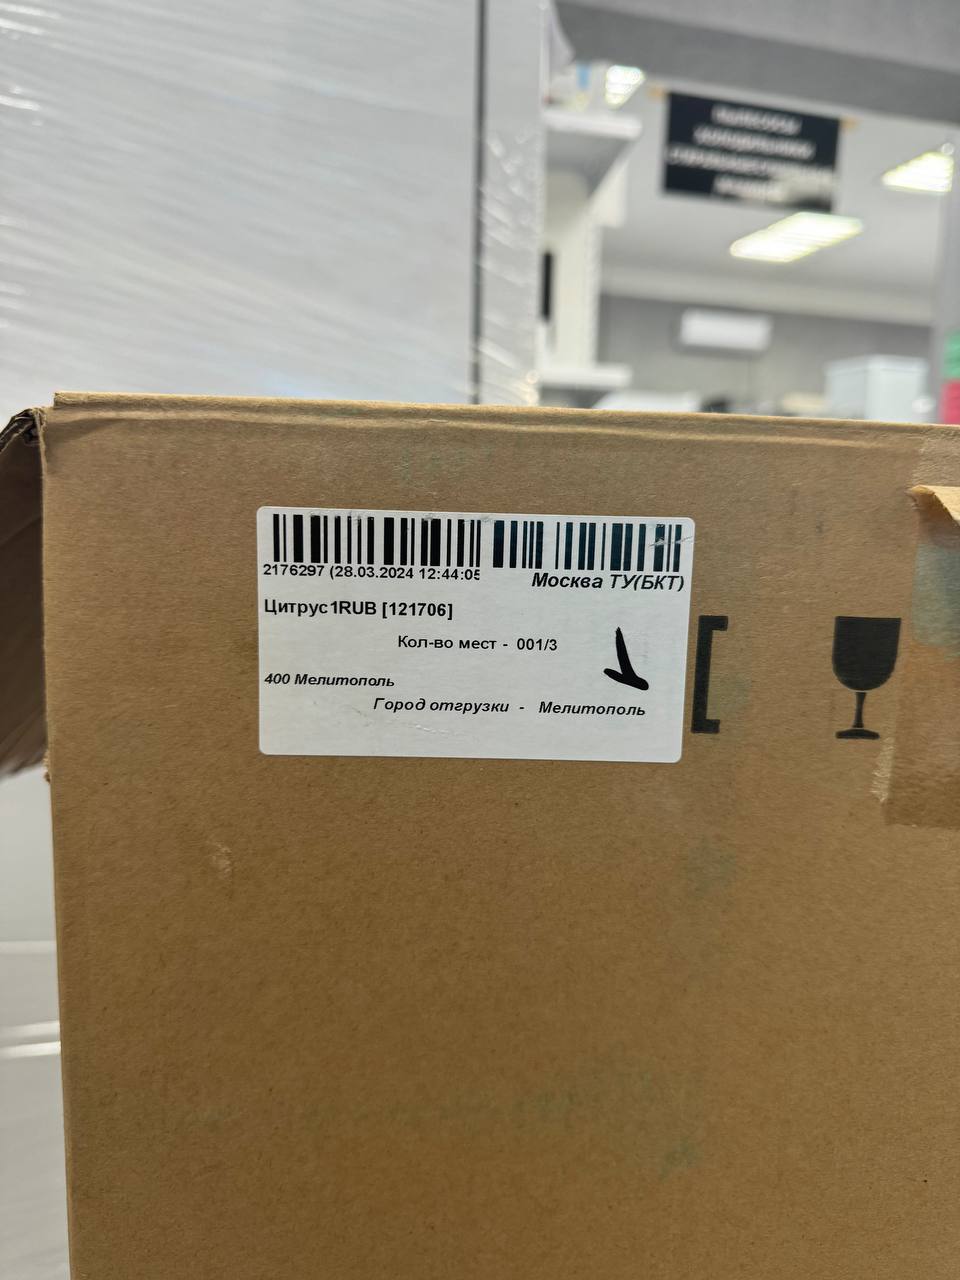 2176297 (28.03.2024 12:44:05
Москва ТУ(БКТ)
Цитрус1RUB [121706]
Кол-во мест - 001/3
400 Мелитополь
Город отгрузки - Мелитополь